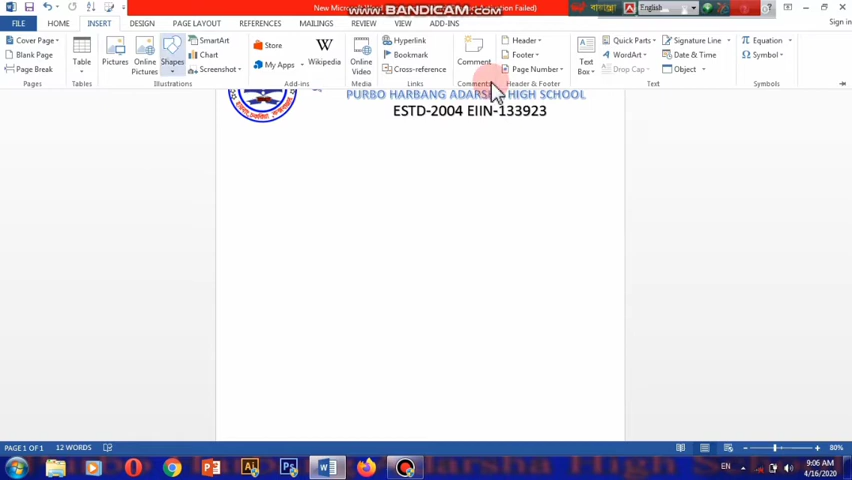 New Micros
www.BANDICAM.com
ction Failed)
বাংলা
English
FILE
HOME
INSERT
DESIGN
PAGE LAYOUT
REFERENCES
MAILINGS
REVIEW
VIEW
ADD-INS
Sign in
Cover Page
Blank Page
Page Break
Pages
Table
Tables
Pictures
Online Pictures
Shapes
SmartArt
Chart
Screenshot
Illustrations
Store
My Apps
Wikipedia
Add-ins
Online Video
Media
Hyperlink
Bookmark
Cross-reference
Links
Comment
Comments
Header
Footer
Page Number
Header & Footer
Text Box
Quick Parts
WordArt
Drop Cap
Signature Line
Date & Time
Object
Text
Equation
Symbol
Symbols
PURBO HARBANG ADARSH HIGH SCHOOL
ESTD-2004 EIIN-133923
PAGE 1 OF 1
12 WORDS
80%
High
EN
9:06 AM
4/16/2020